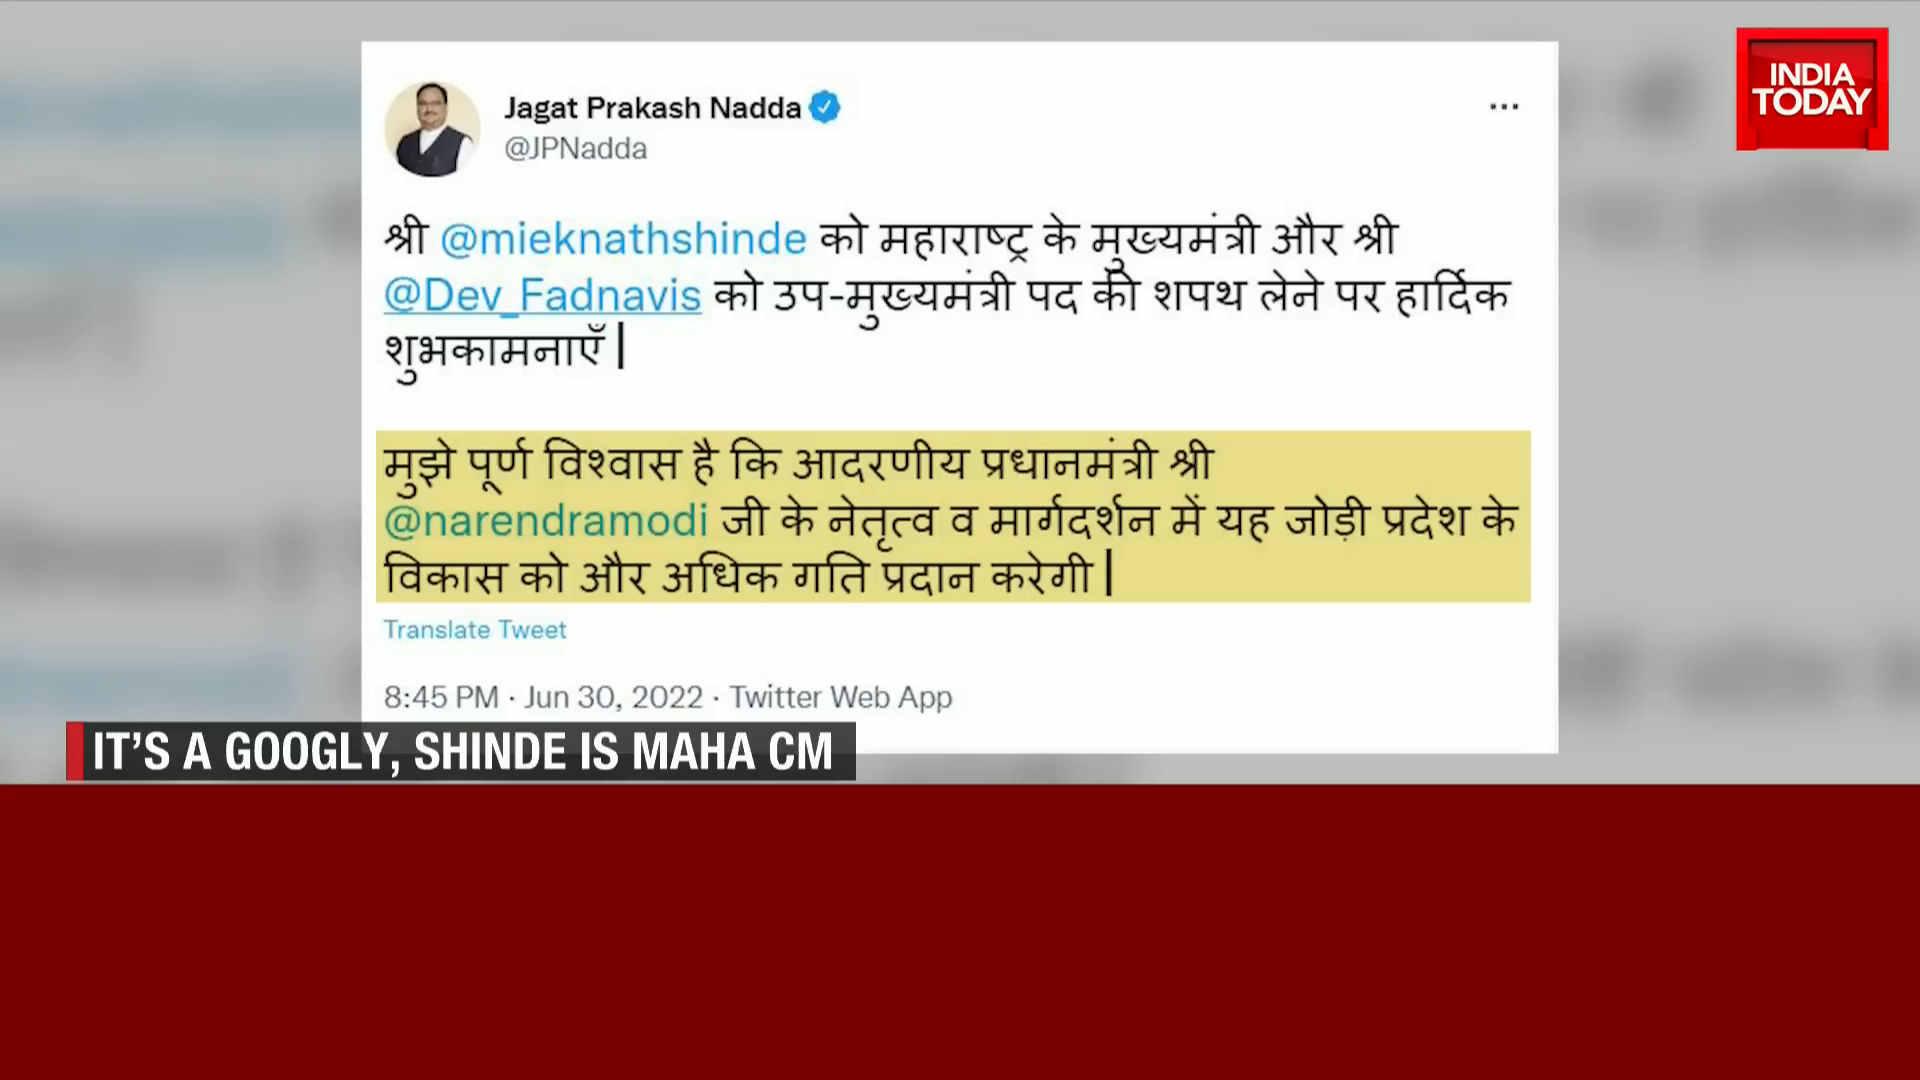 INDIA
TODAY
Jagat Prakash Nadda
@JPNadda
श्री @mieknathshinde को महाराष्ट्र के मुख्यमंत्री और श्री
@Dev_Fadnavis को उप-मुख्यमंत्री पद की शपथ लेने पर हार्दिक
शुभकामनाएँ |
मुझे पूर्ण विश्वास है कि आदरणीय प्रधानमंत्री श्री
@narendramodi जी के नेतृत्व व मार्गदर्शन में यह जोड़ी प्रदेश के
विकास को और अधिक गति प्रदान करेगी |
Translate Tweet
8:45 PM · Jun 30, 2022 · Twitter Web App
IT'S A GOOGLY, SHINDE IS MAHA CM